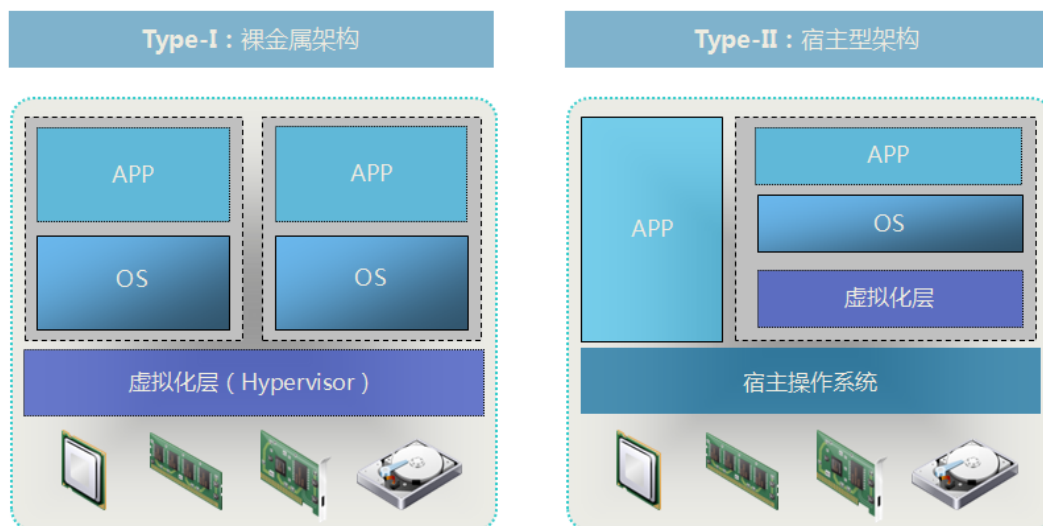 Type-I：裸金属架构
Type-II：宿主型架构
APP
APP
OS
OS
虚拟化层（Hypervisor）
APP
APP
OS
虚拟化层
宿主操作系统